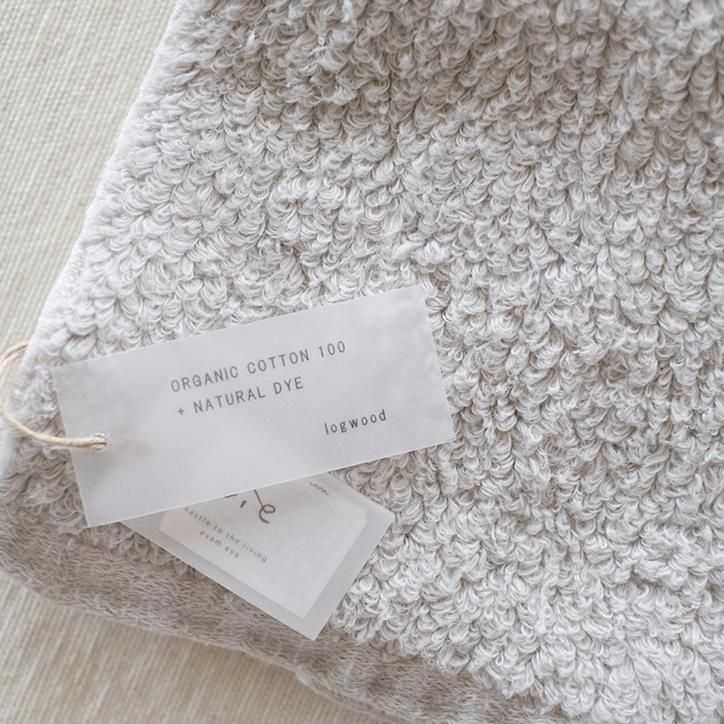 ORGANIC COTTON 100
+ NATURAL DYE
logwood
nestle to the living
evam eva